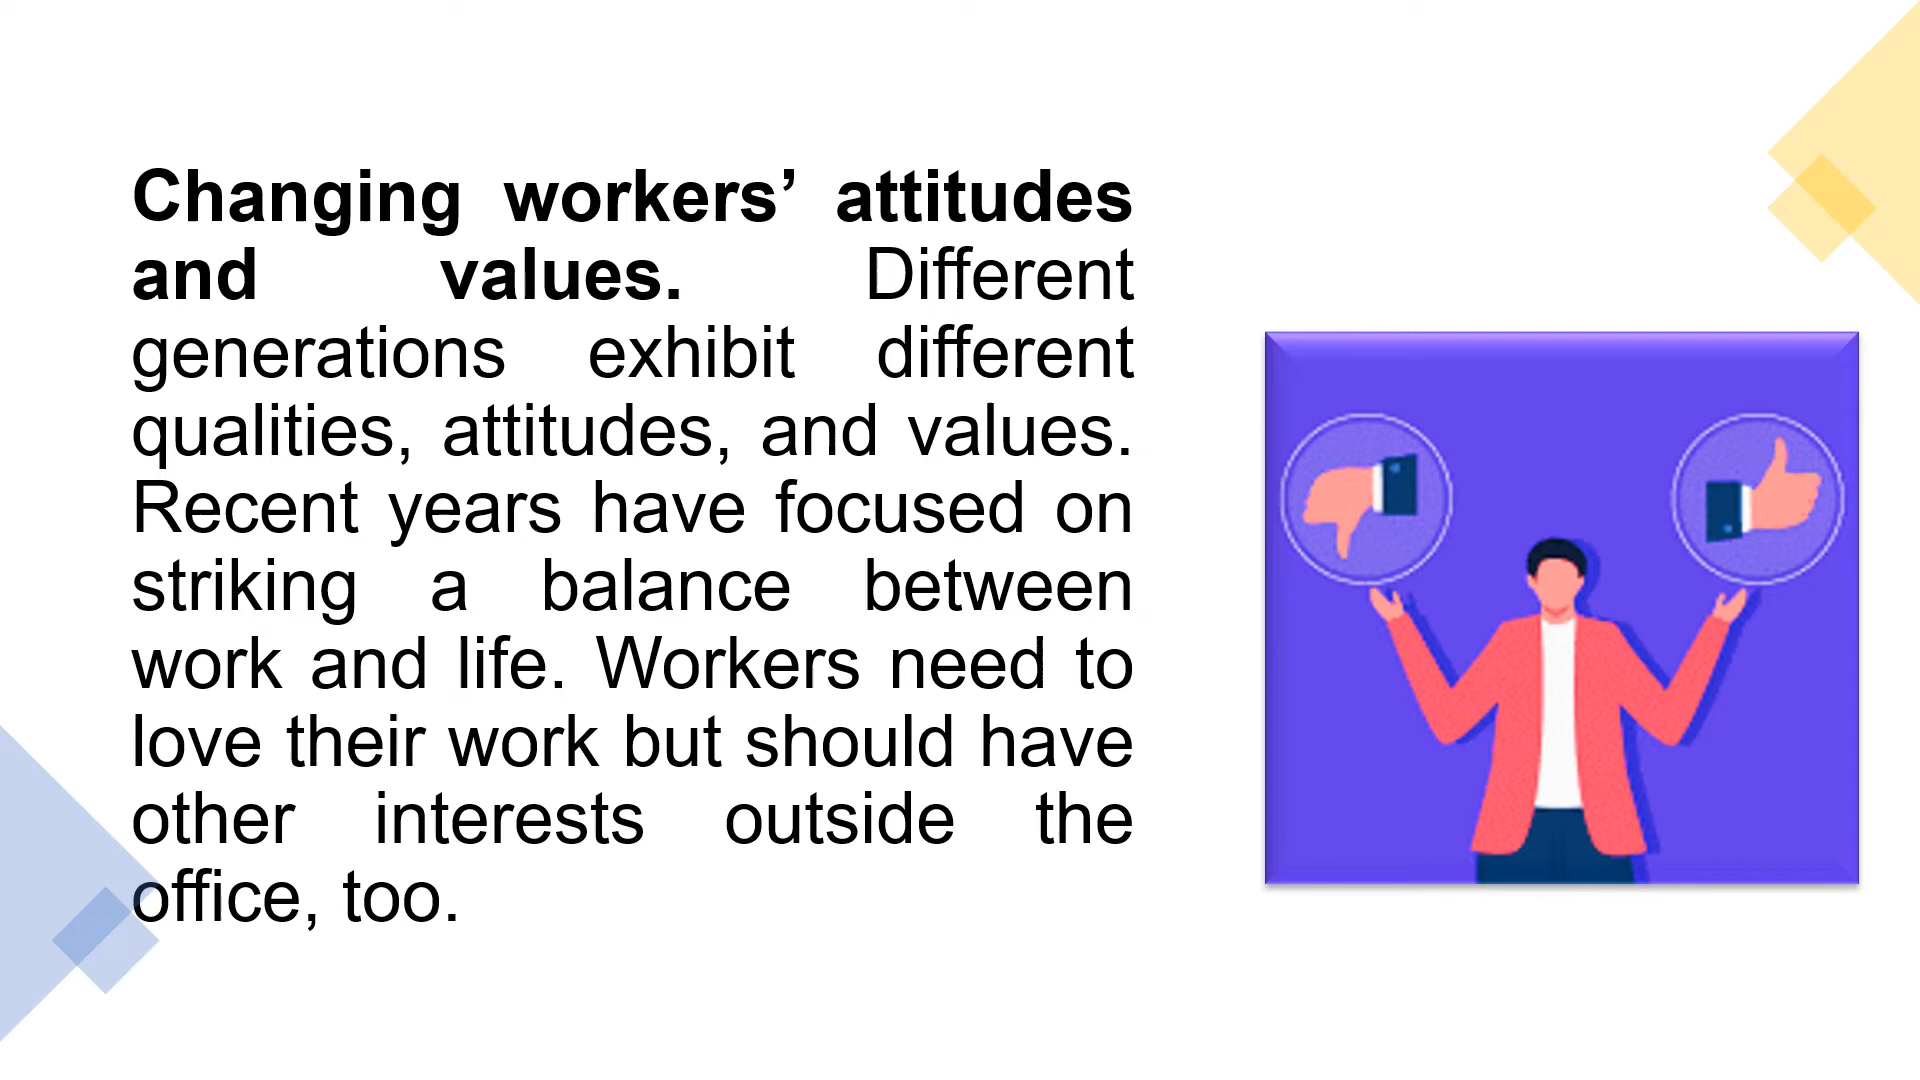 Changing workers’ attitudes
and values. Different
generations exhibit different
qualities, attitudes, and values.
Recent years have focused on
striking a balance between
work and life. Workers need to
love their work but should have
other interests outside the
office, too.